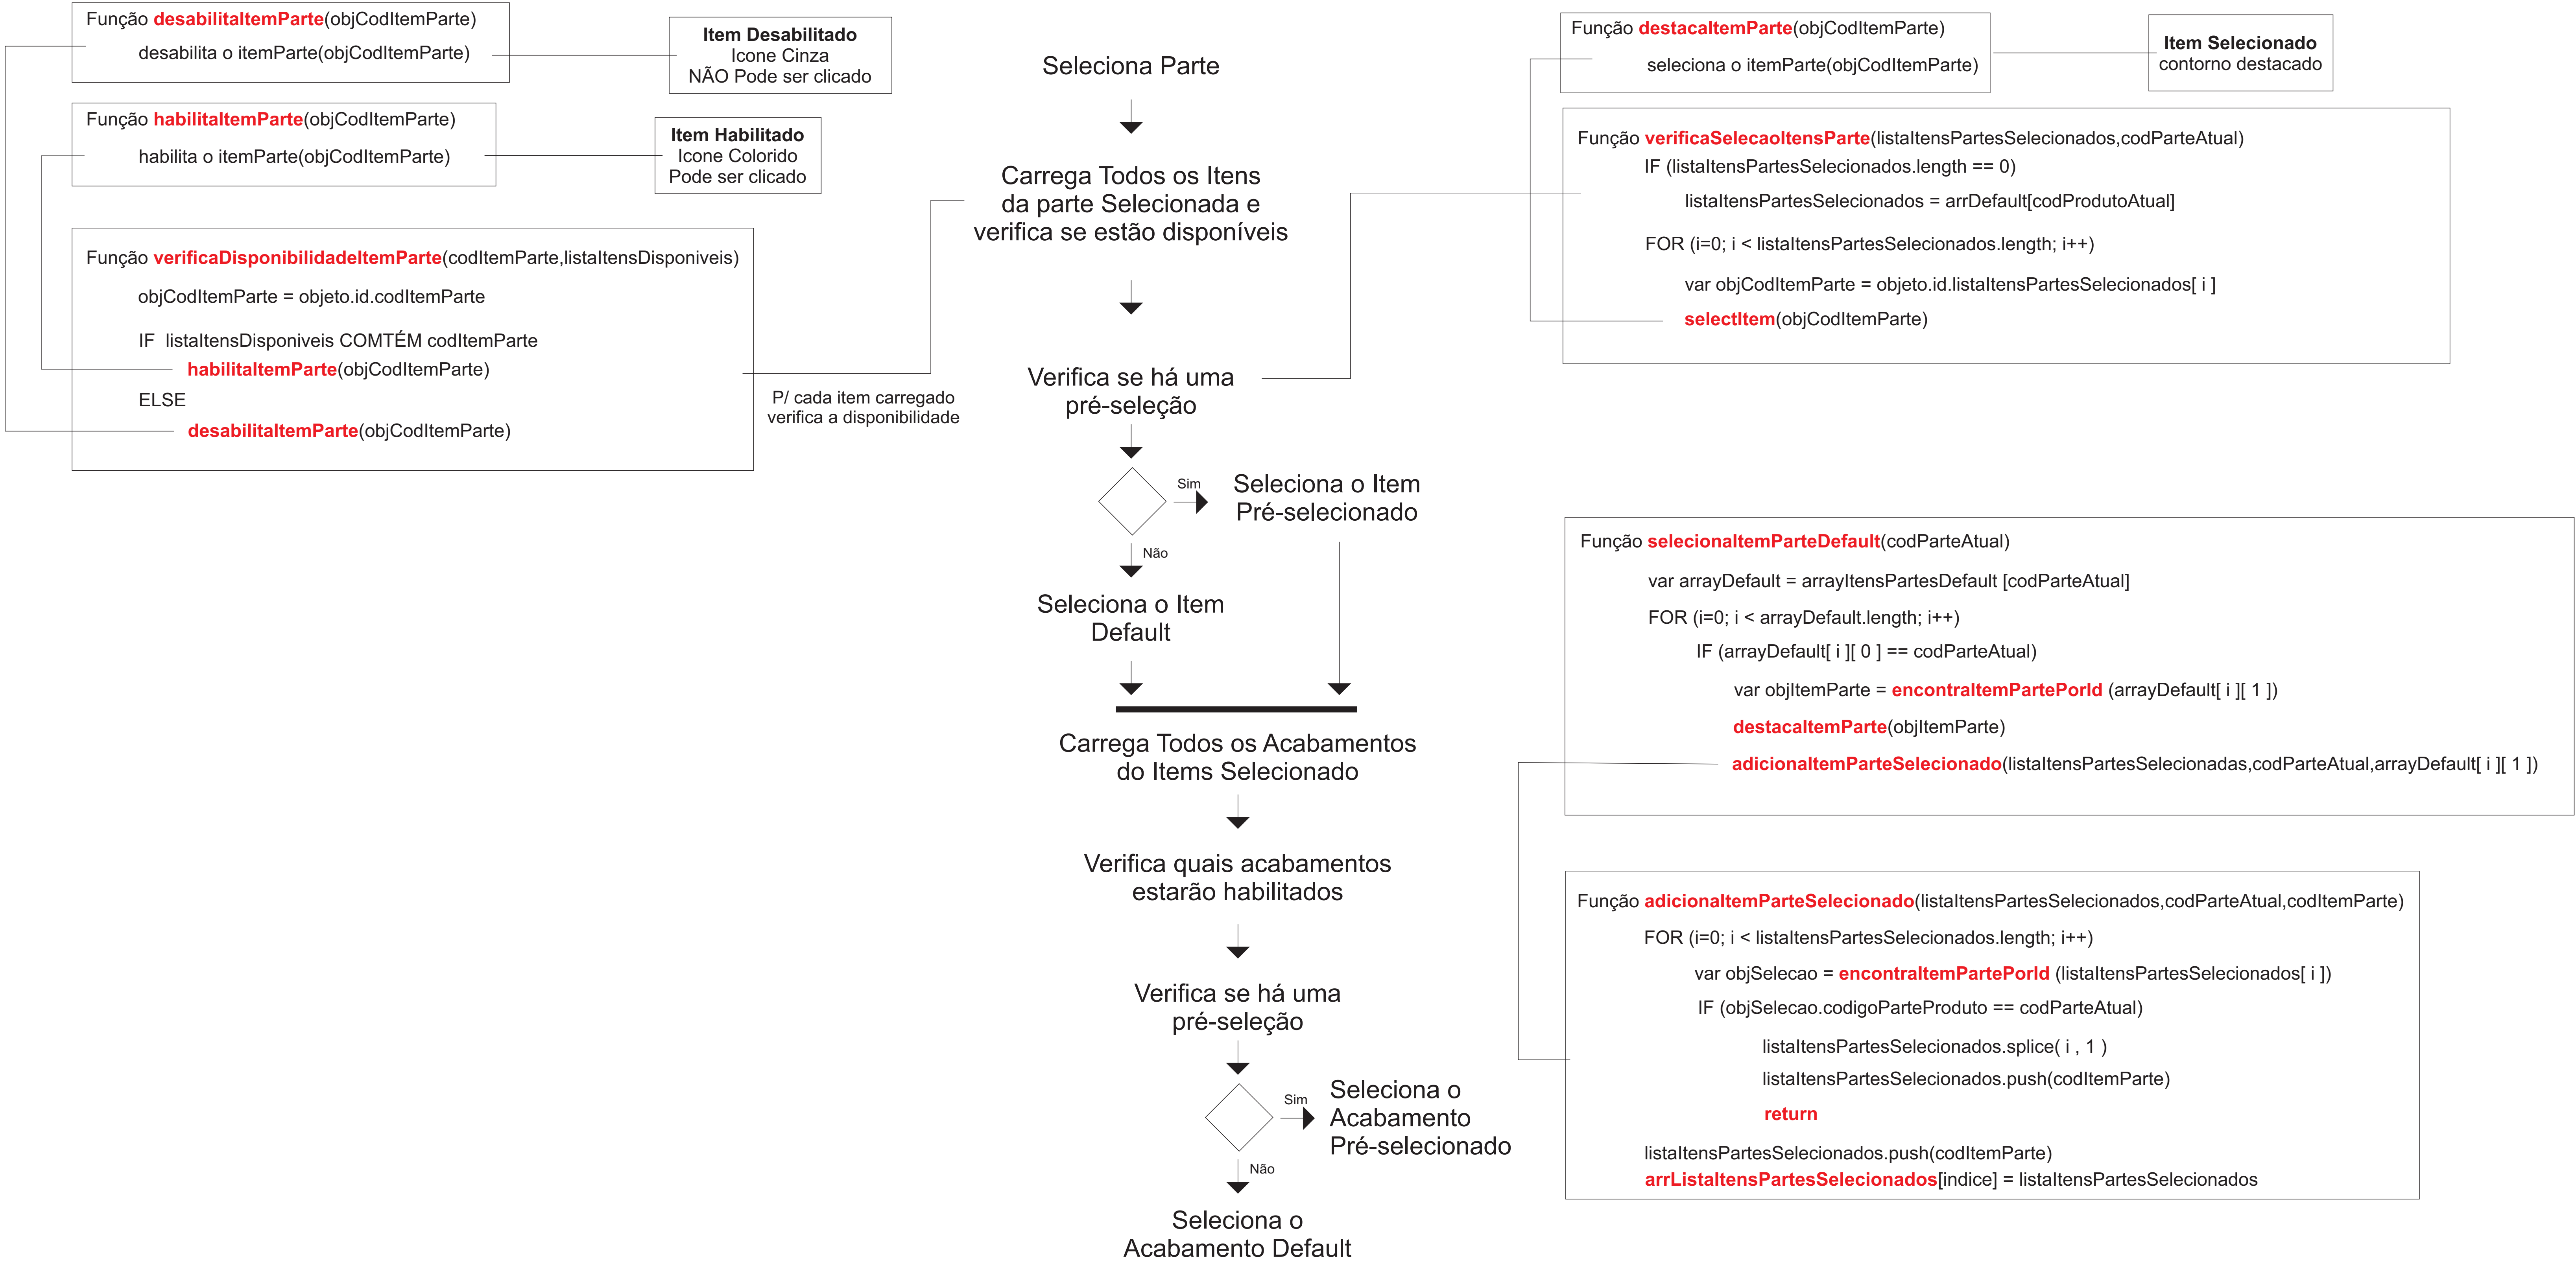 Função desabilitaItemParte(objCodItemParte)
desabilita o itemParte(objCodItemParte)
Item Desabilitado
Icone Cinza
NÃO Pode ser clicado
Função habilitaItemParte(objCodItemParte)
habilita o itemParte(objCodItemParte)
Item Habilitado
Icone Colorido
Pode ser clicado
Função verificaDisponibilidadeItemParte(codItemParte,listaItensDisponiveis)
objCodItemParte = objeto.id.codItemParte
IF listaItensDisponiveis COMTÉM codItemParte
habilitaItemParte(objCodItemParte)
ELSE
desabilitaItemParte(objCodItemParte)
P/ cada item carregado
verifica a disponibilidade
Seleciona Parte
Carrega Todos os Itens
da parte Selecionada e
verifica se estão disponíveis
Verifica se há uma
pré-seleção
Sim
Seleciona o Item
Pré-selecionado
Não
Seleciona o Item
Default
Carrega Todos os Acabamentos
do Items Selecionado
Verifica quais acabamentos
estarão habilitados
Verifica se há uma
pré-seleção
Sim
Seleciona o
Acabamento
Pré-selecionado
Não
Seleciona o
Acabamento Default
Função destacaItemParte(objCodItemParte)
seleciona o itemParte(objCodItemParte)
Item Selecionado
contorno destacado
Função verificaSelecaoItensParte(listaItensPartesSelecionados,codParteAtual)
IF (listaItensPartesSelecionados.length == 0)
listaItensPartesSelecionados = arrDefault[codProdutoAtual]
FOR (i=0; i < listaItensPartesSelecionados.length; i++)
var objCodItemParte = objeto.id.listaItensPartesSelecionados[ i ]
selectItem(objCodItemParte)
Função selecionaItemParteDefault(codParteAtual)
var arrayDefault = arrayItensPartesDefault [codParteAtual]
FOR (i=0; i < arrayDefault.length; i++)
IF (arrayDefault[ i ][ 0 ] == codParteAtual)
var objItemParte = encontraItemPartePorId (arrayDefault[ i ][ 1 ])
destacaItemParte(objItemParte)
adicionaItemParteSelecionado(listaItensPartesSelecionadas,codParteAtual,arrayDefault[ i ][ 1 ])
Função adicionaItemParteSelecionado(listaItensPartesSelecionados,codParteAtual,codItemParte)
FOR (i=0; i < listaItensPartesSelecionados.length; i++)
var objSelecao = encontraItemPartePorId (listaItensPartesSelecionados[ i ])
IF (objSelecao.codigoParteProduto == codParteAtual)
listaItensPartesSelecionados.splice( i , 1 )
listaItensPartesSelecionados.push(codItemParte)
return
listaItensPartesSelecionados.push(codItemParte)
arrListaItensPartesSelecionados[indice] = listaItensPartesSelecionados